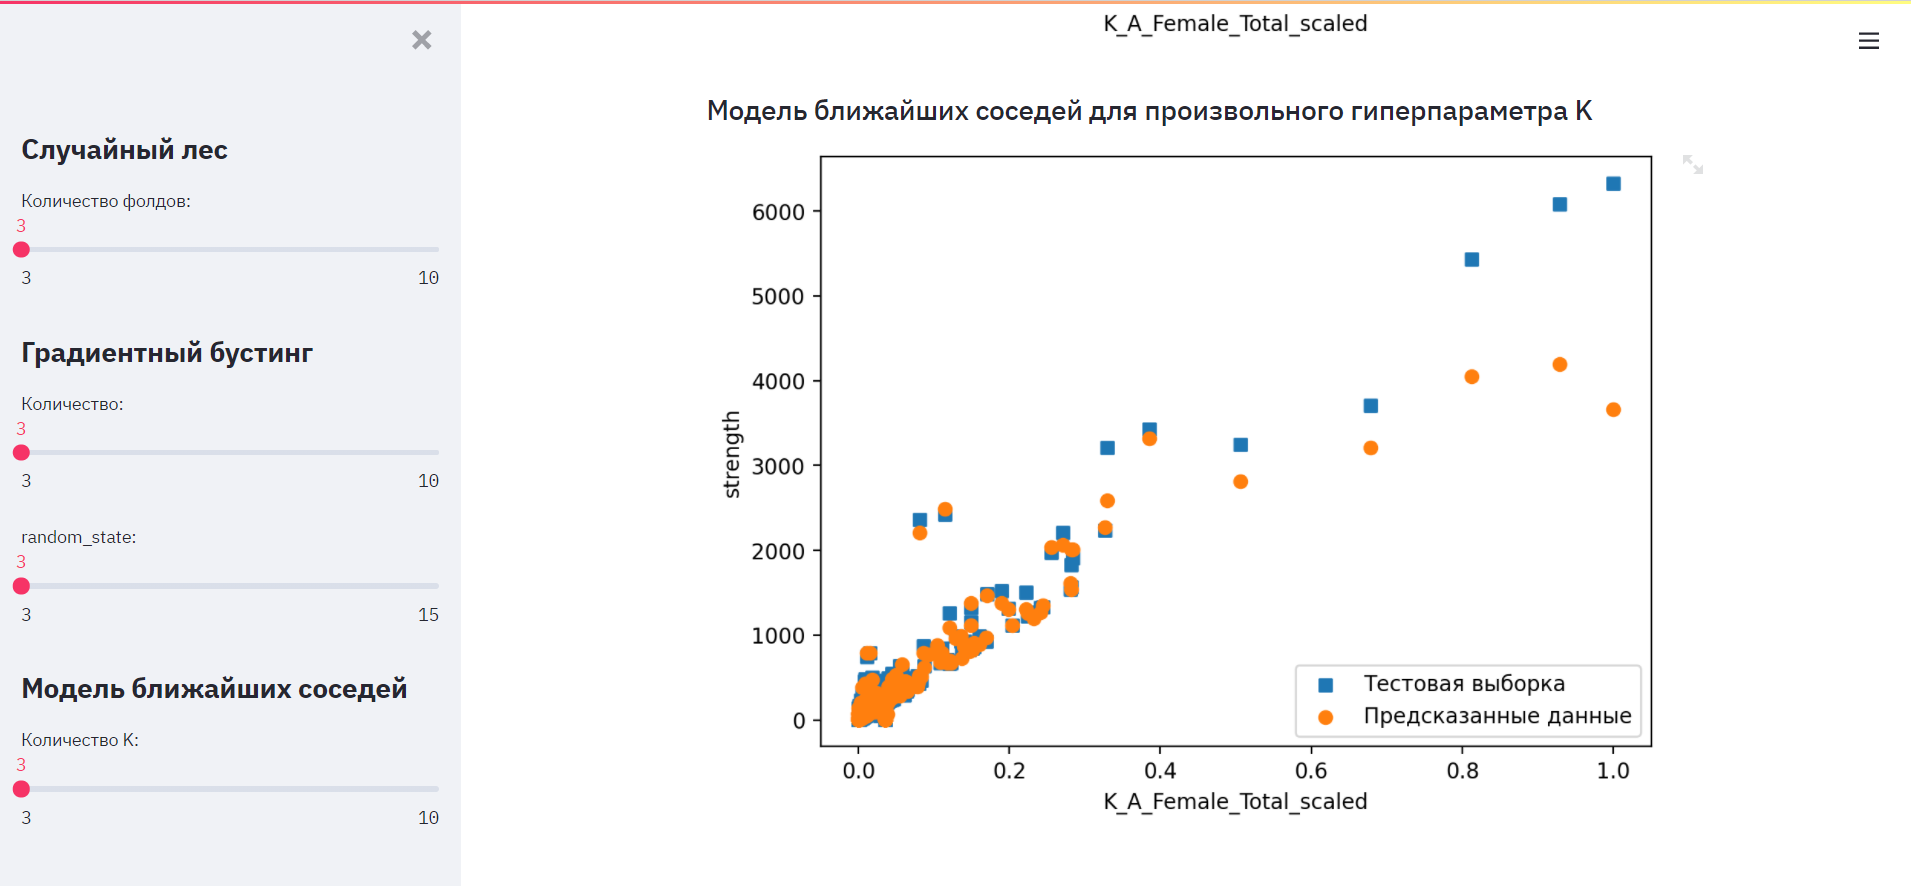 Случайный лес
Количество фолдов:
3
3 10
Градиентный бустинг
Количество:
3
3 10
random_state:
3
3 15
Модель ближайших соседей
Количество K:
3
3 10
K_A_Female_Total_scaled
Модель ближайших соседей для произвольного гиперпараметра K
6000
5000
4000
3000
2000
1000
0
strength
Тестовая выборка
Предсказанные данные
0.0 0.2 0.4 0.6 0.8 1.0
K_A_Female_Total_scaled